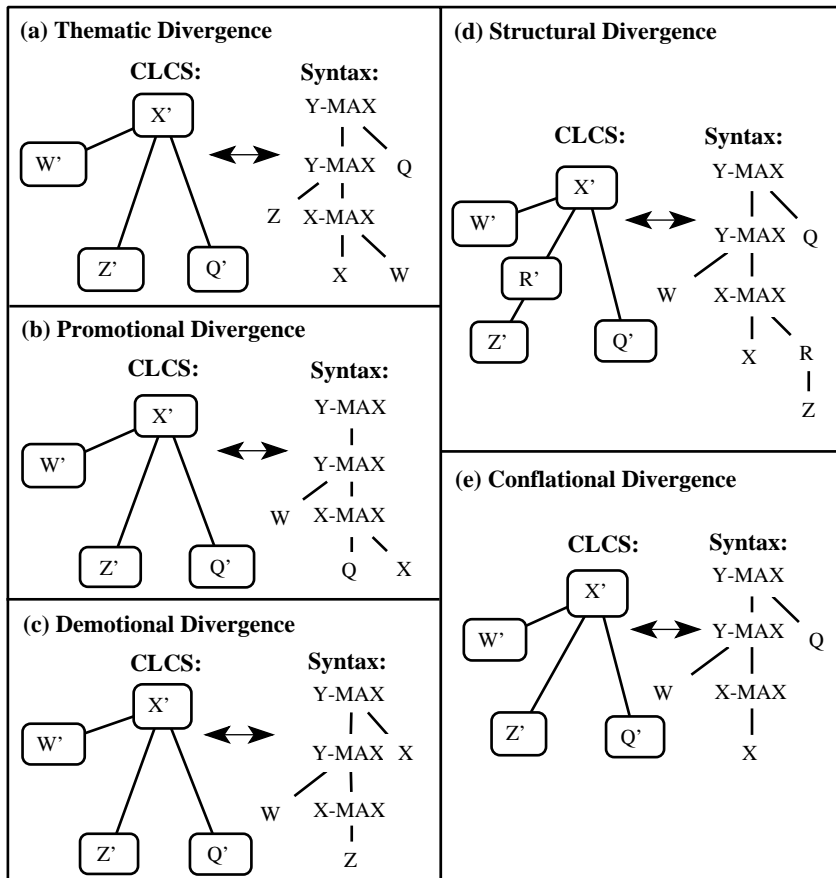 (a) Thematic Divergence
CLCS: Syntax:
X’ Y-MAX
W’ Y-MAX Q
Z X-MAX
Z’ Q’ X W
(b) Promotional Divergence
CLCS: Syntax:
X’ Y-MAX
W’ Y-MAX
W X-MAX
Z’ Q’ Q X
(c) Demotional Divergence
CLCS: Syntax:
X’ Y-MAX
W’ Y-MAX X
W X-MAX
Z’ Q’ Z
(d) Structural Divergence
CLCS: Syntax:
X’ Y-MAX
W’ Y-MAX Q
R’ W X-MAX
Z’ Q’ X R
Z
(e) Conflational Divergence
CLCS: Syntax:
X’ Y-MAX
W’ Y-MAX Q
W X-MAX
Z’ Q’ X